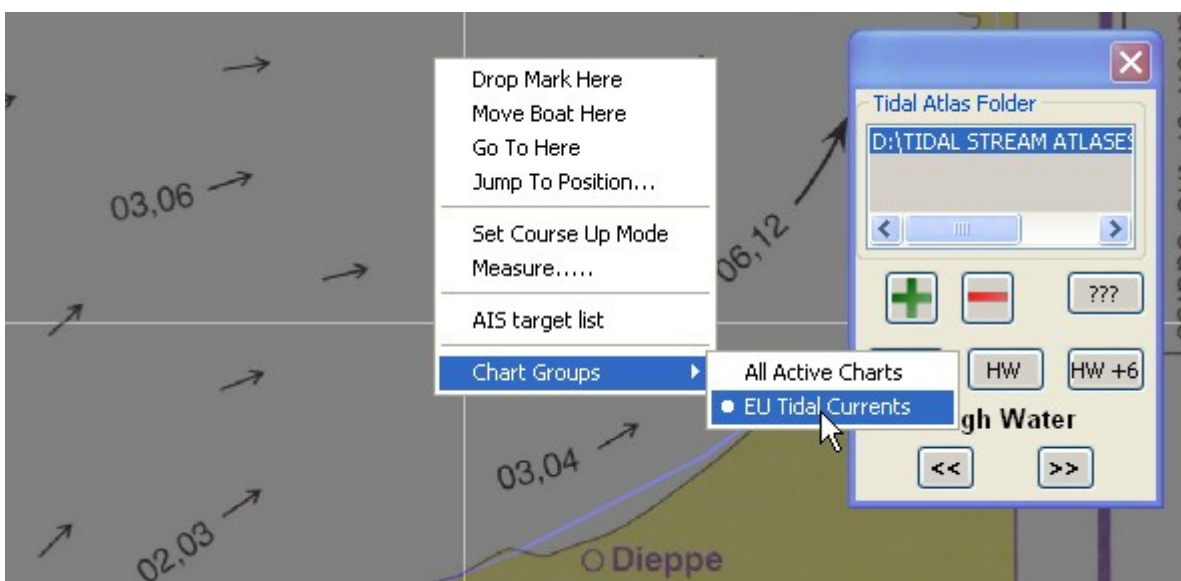 Drop Mark Here
Move Boat Here
Go To Here
Jump To Position...
Set Course Up Mode
Measure.....
AIS target list
Chart Groups
All Active Charts
EU Tidal Currents
Tidal Atlas Folder
D:\TIDAL STREAM ATLASES
???
HW
HW +6
gh Water
<<
>>
03,06
06,12
03,04
02,03
Dieppe